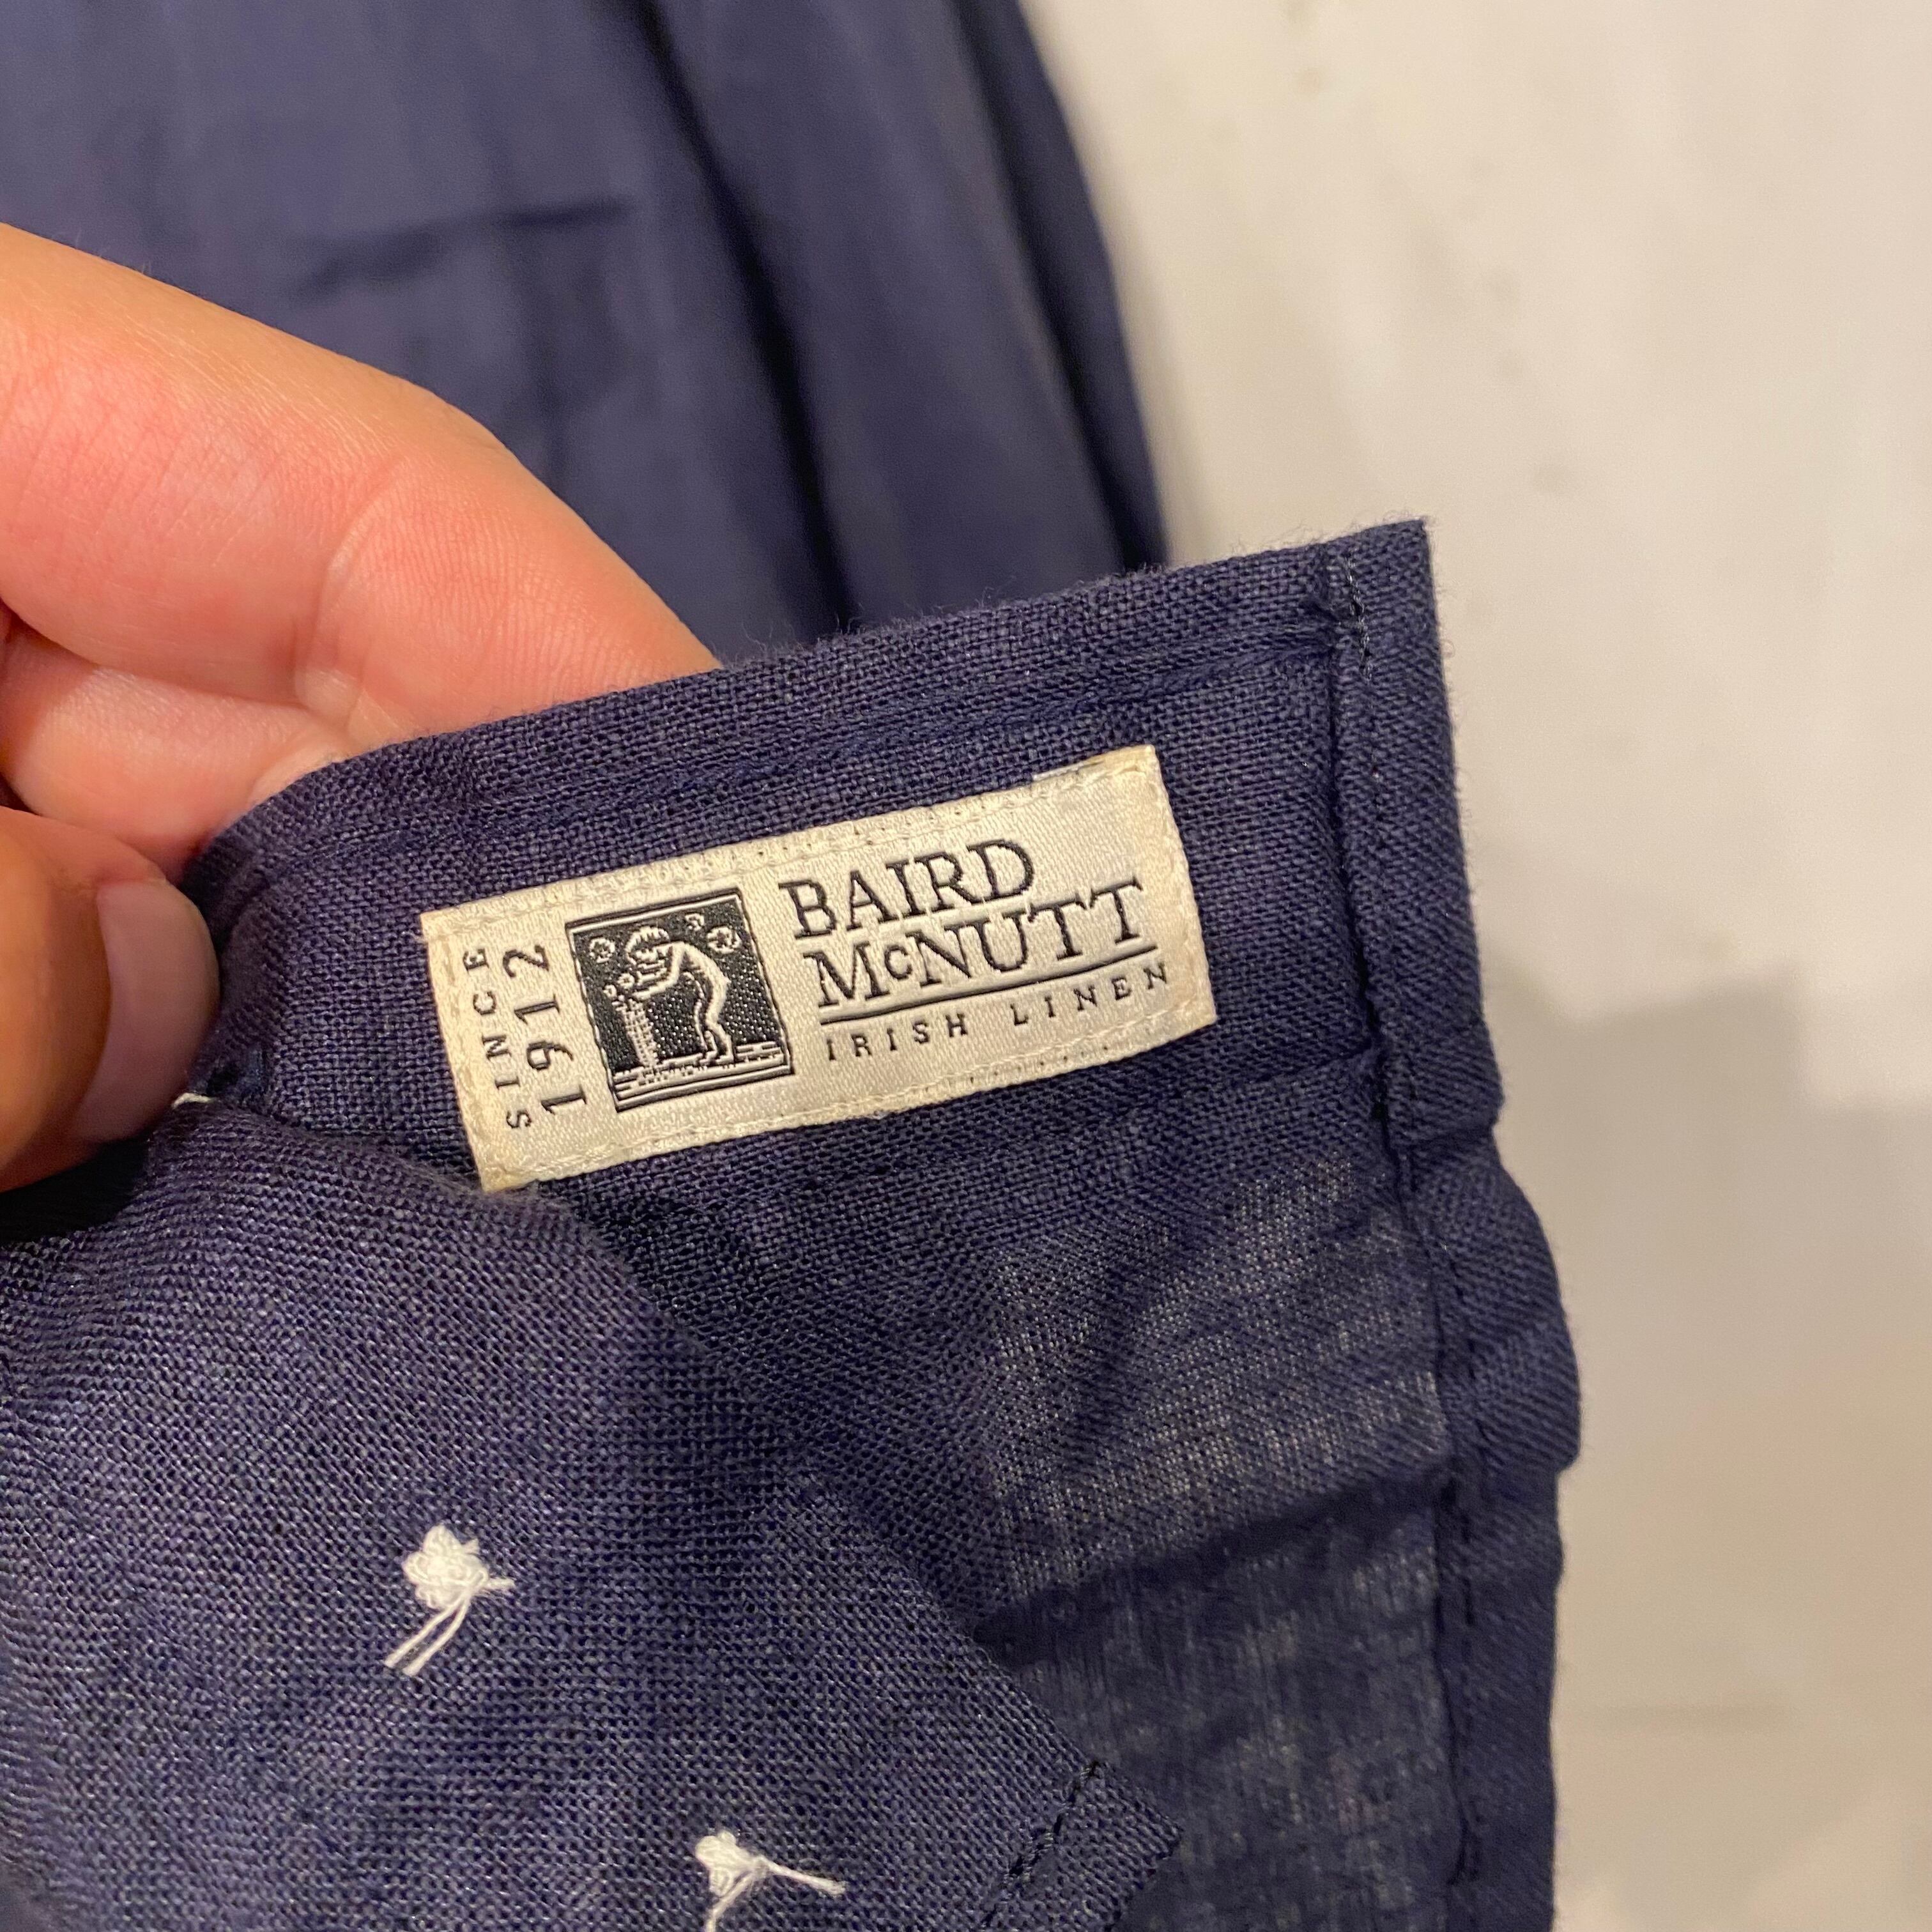 SINCE
1912
BAIRD
McNUTT
IRISH LINEN